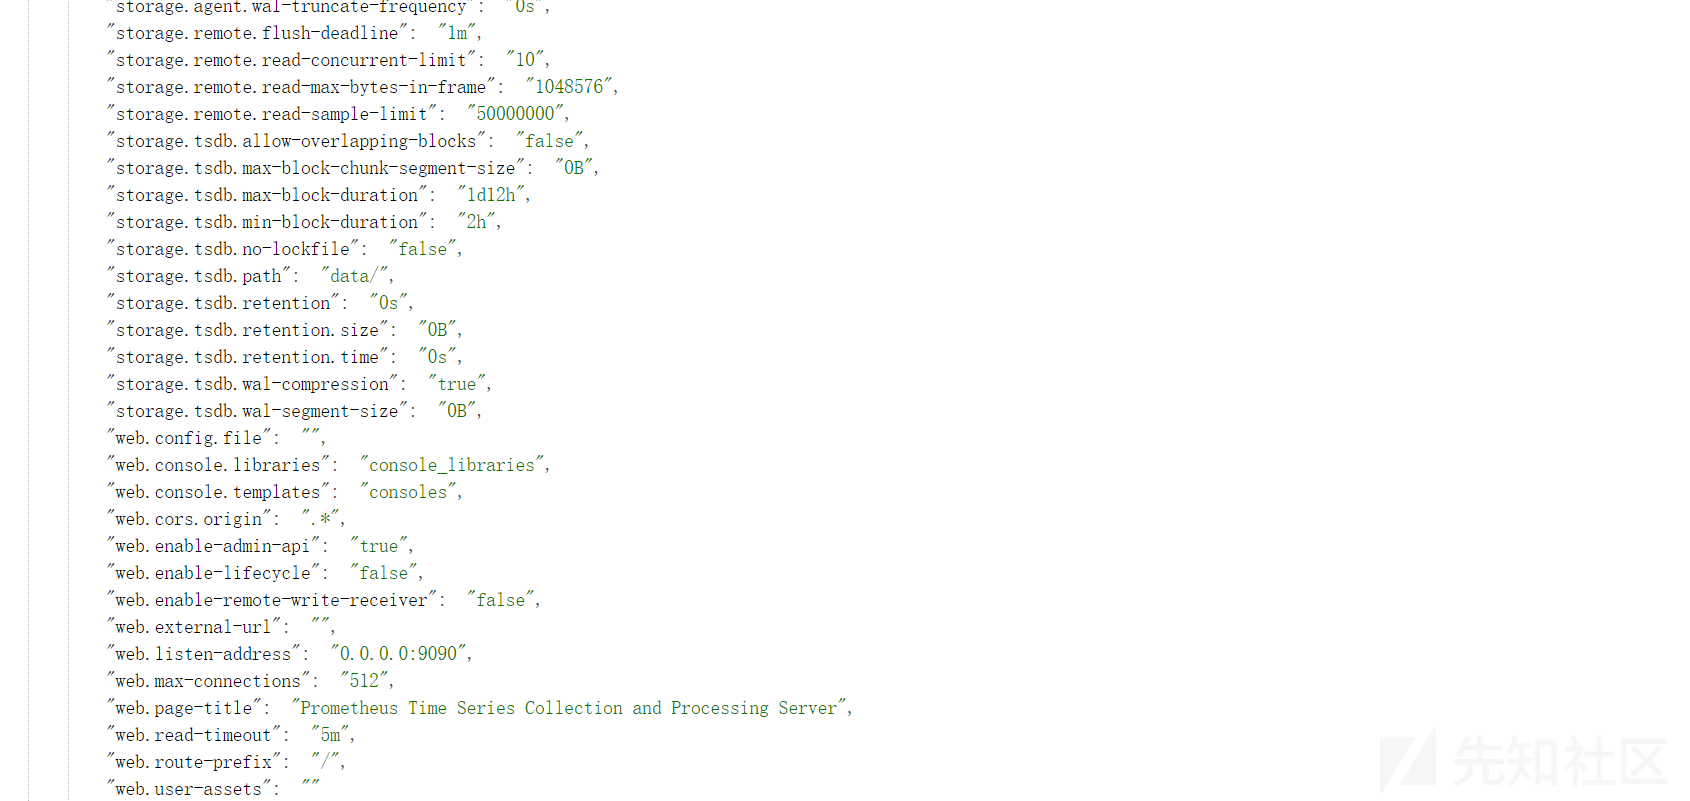 "storage.agent.wal-truncate-frequency": "0s",
"storage.remote.flush-deadline": "1m",
"storage.remote.read-concurrent-limit": "10",
"storage.remote.read-max-bytes-in-frame": "1048576",
"storage.remote.read-sample-limit": "50000000",
"storage.tsdb.allow-overlapping-blocks": "false",
"storage.tsdb.max-block-chunk-segment-size": "0B",
"storage.tsdb.max-block-duration": "1d12h",
"storage.tsdb.min-block-duration": "2h",
"storage.tsdb.no-lockfile": "false",
"storage.tsdb.path": "data/",
"storage.tsdb.retention": "0s",
"storage.tsdb.retention.size": "0B",
"storage.tsdb.retention.time": "0s",
"storage.tsdb.wal-compression": "true",
"storage.tsdb.wal-segment-size": "0B",
"web.config.file": "",
"web.console.libraries": "console_libraries",
"web.console.templates": "consoles",
"web.cors.origin": ".*",
"web.enable-admin-api": "true",
"web.enable-lifecycle": "false",
"web.enable-remote-write-receiver": "false",
"web.external-url": "",
"web.listen-address": "0.0.0.0:9090",
"web.max-connections": "512",
"web.page-title": "Prometheus Time Series Collection and Processing Server",
"web.read-timeout": "5m",
"web.route-prefix": "/",
"web.user-assets": ""
先知社区